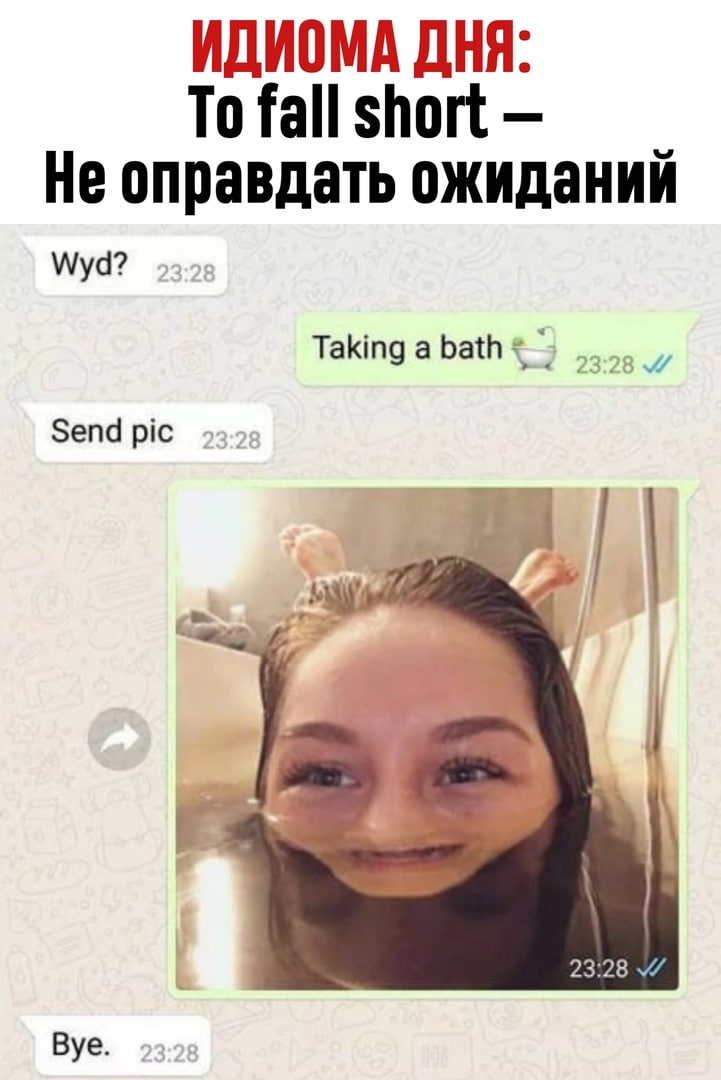 ИДИОМА ДНЯ:
To fall short –
Не оправдать ожиданий
Wyd? 23:28
Taking a bath 🛁 23:28
Send pic 23:28
23:28
Bye. 23:28